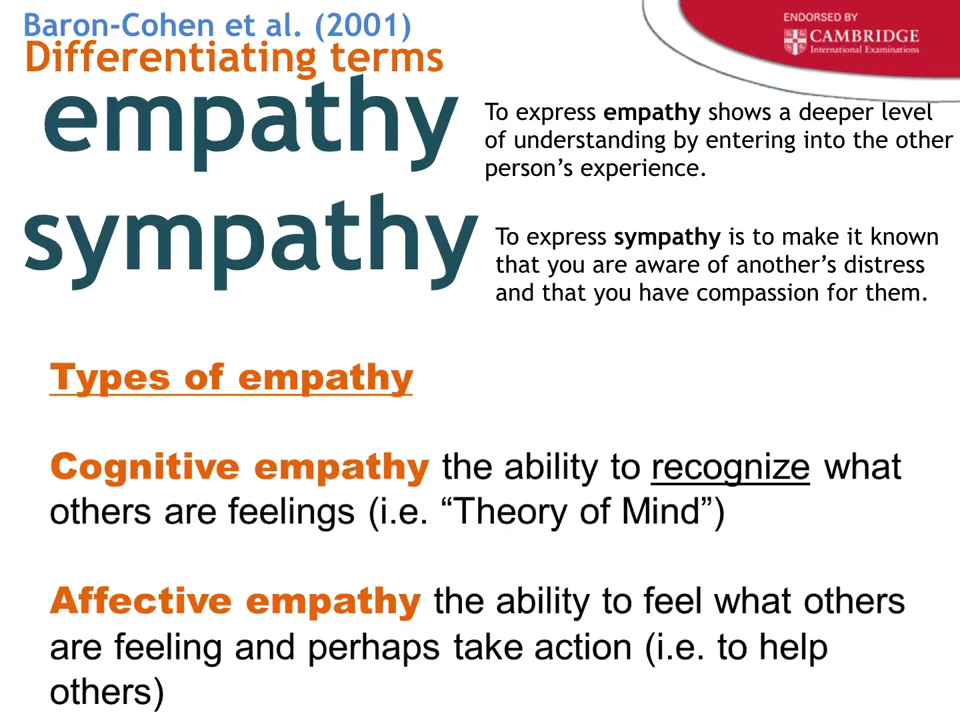 Baron-Cohen et al. (2001)
Differentiating terms
ENDORSED BY
CAMBRIDGE
International Examinations
empathy
To express empathy shows a deeper level
of understanding by entering into the other
person’s experience.
sympathy
To express sympathy is to make it known
that you are aware of another’s distress
and that you have compassion for them.
Types of empathy
Cognitive empathy the ability to recognize what
others are feelings (i.e. “Theory of Mind”)
Affective empathy the ability to feel what others
are feeling and perhaps take action (i.e. to help
others)